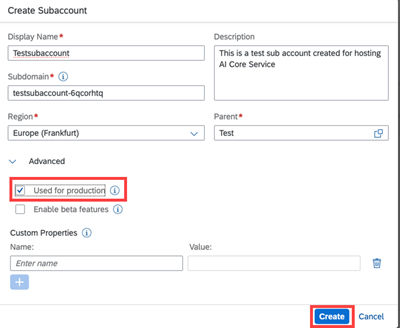 Create Subaccount
Display Name*
Description
Testsubaccount
This is a test sub account created for hosting
AI Core Service
Subdomain*
testsubaccount-6qcorhtq
Region*
Parent*
Europe (Frankfurt)
Test
Advanced
Used for production
Enable beta features
Custom Properties
Name:
Value:
Enter name
Create
Cancel